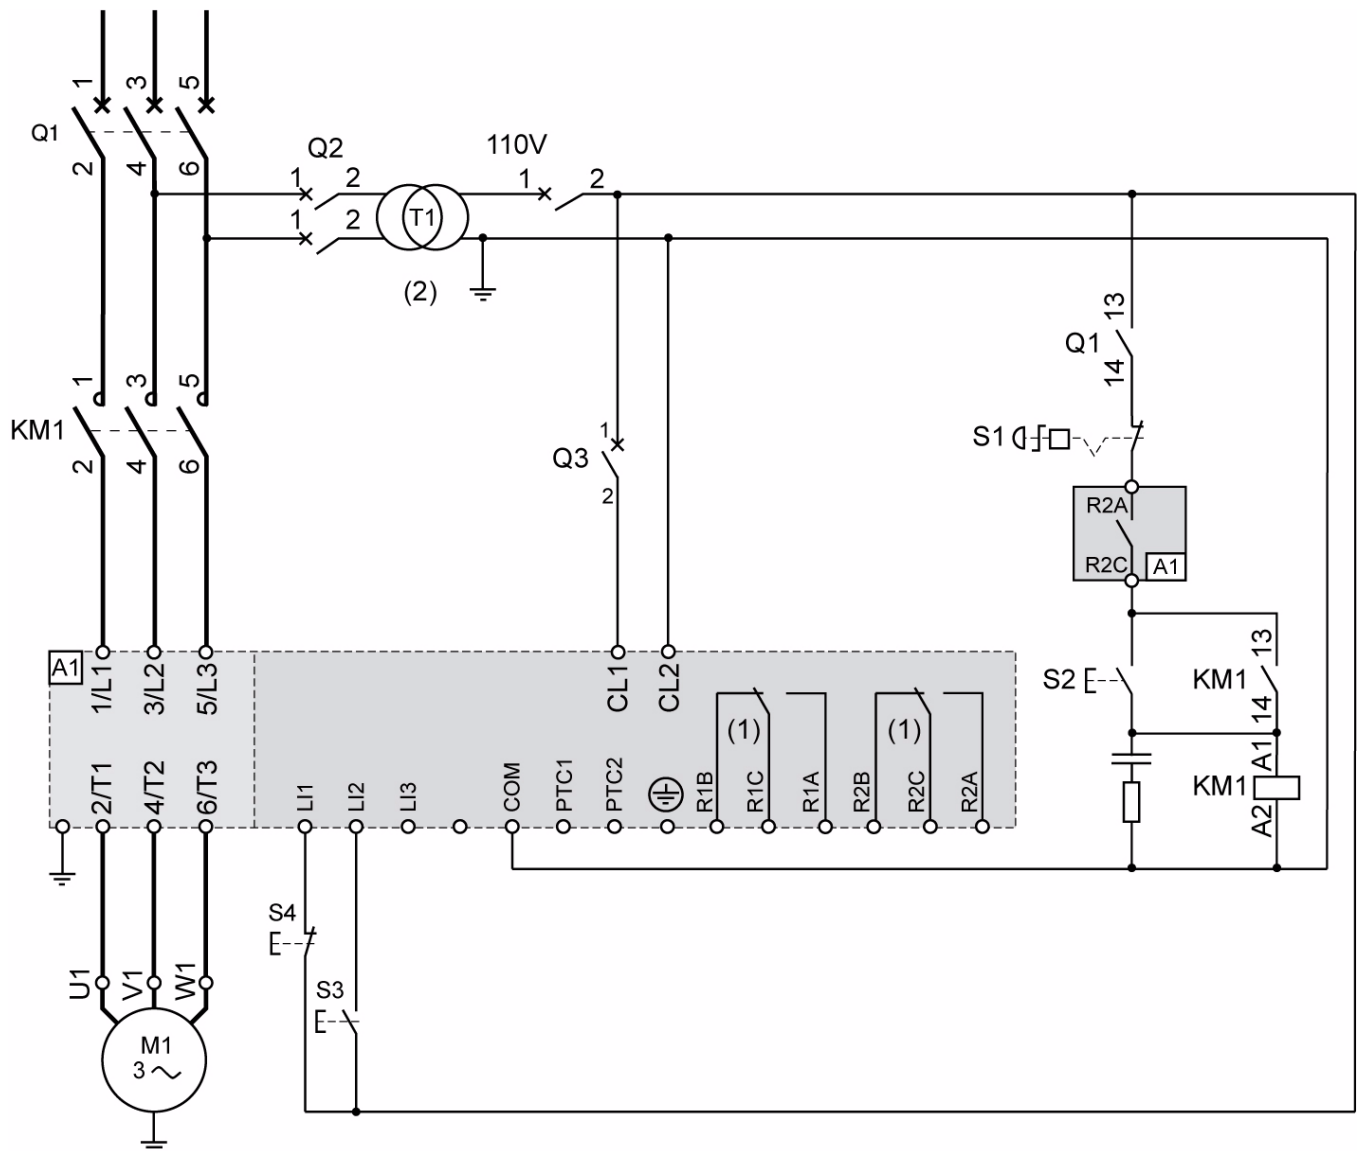 1 3 5
Q1
2 4 6
Q2
110V
1 2
1 2
T1
1 2
(2)
13
Q1
14
1 3 5
KM1
2 4 6
1
Q3
2
S1
R2A
R2C
A1
A1
1/L1 3/L2 5/L3
CL1 CL2
13
S2
KM1
14
(1) (1)
2/T1 4/T2 6/T3
LI1 LI2 LI3 COM PTC1 PTC2 R1B R1C R1A R2B R2C R2A
A1
KM1
A2
S4
S3
U1 V1 W1
M1
3